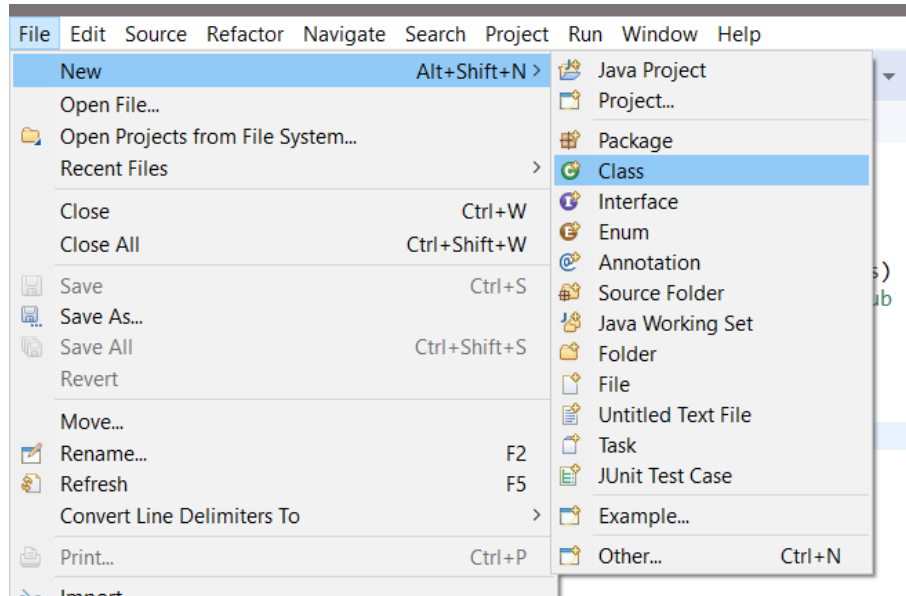 File Edit Source Refactor Navigate Search Project Run Window Help
New Alt+Shift+N >
Open File...
Open Projects from File System...
Recent Files >
Close Ctrl+W
Close All Ctrl+Shift+W
Save Ctrl+S
Save As...
Save All Ctrl+Shift+S
Revert
Move...
Rename... F2
Refresh F5
Convert Line Delimiters To >
Print... Ctrl+P
Java Project
Project...
Package
Class
Interface
Enum
Annotation
Source Folder
Java Working Set
Folder
File
Untitled Text File
Task
JUnit Test Case
Example...
Other... Ctrl+N
s)
ub